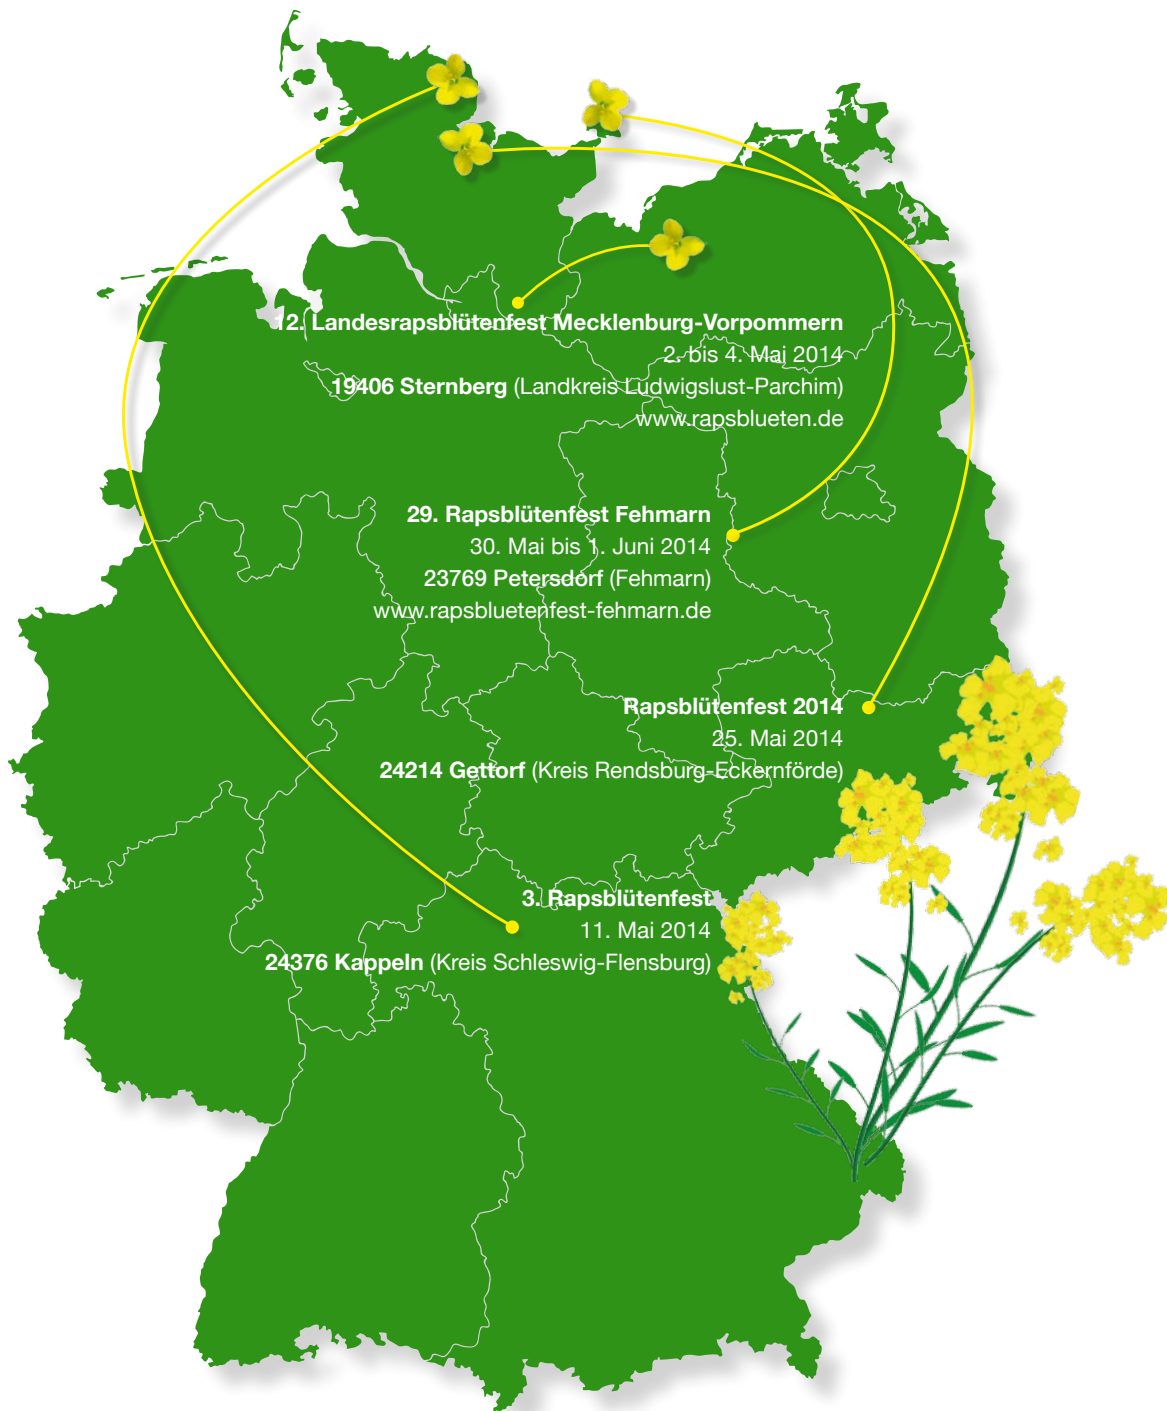 12. Landesrapsblütenfest Mecklenburg-Vorpommern
2. bis 4. Mai 2014
19406 Sternberg (Landkreis Ludwigslust-Parchim)
www.rapsblueten.de
29. Rapsblütenfest Fehmarn
30. Mai bis 1. Juni 2014
23769 Petersdorf (Fehmarn)
www.rapsbluetenfest-fehmarn.de
Rapsblütenfest 2014
25. Mai 2014
24214 Gettorf (Kreis Rendsburg-Eckernförde)
3. Rapsblütenfest
11. Mai 2014
24376 Kappeln (Kreis Schleswig-Flensburg)